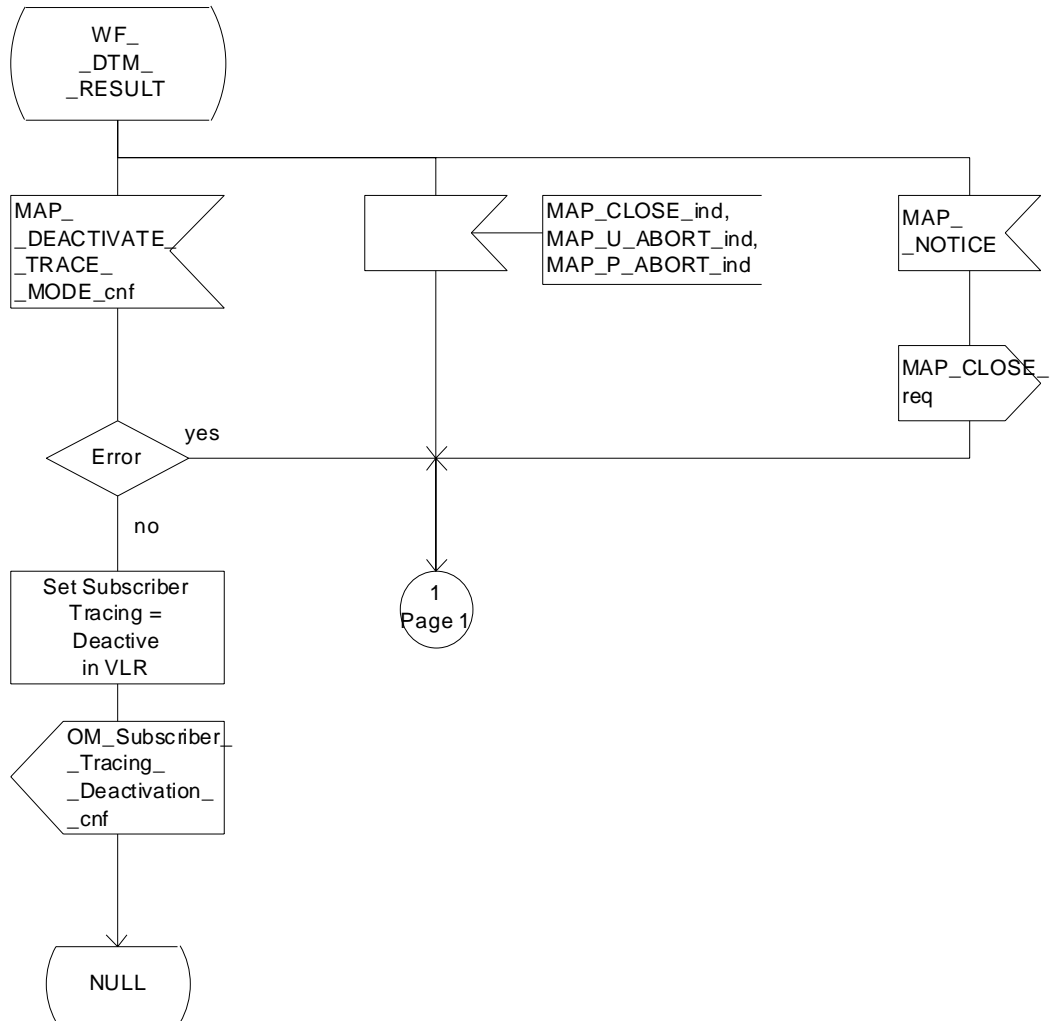 WF_
_DTM_
_RESULT
MAP_
_DEACTIVATE_
_TRACE_
_MODE_cnf
MAP_CLOSE_ind,
MAP_U_ABORT_ind,
MAP_P_ABORT_ind
MAP_
_NOTICE
MAP_CLOSE_
req
Error
yes
no
Set Subscriber
Tracing =
Deactive
in VLR
1
Page 1
OM_Subscriber_
_Tracing_
_Deactivation_
_cnf
NULL